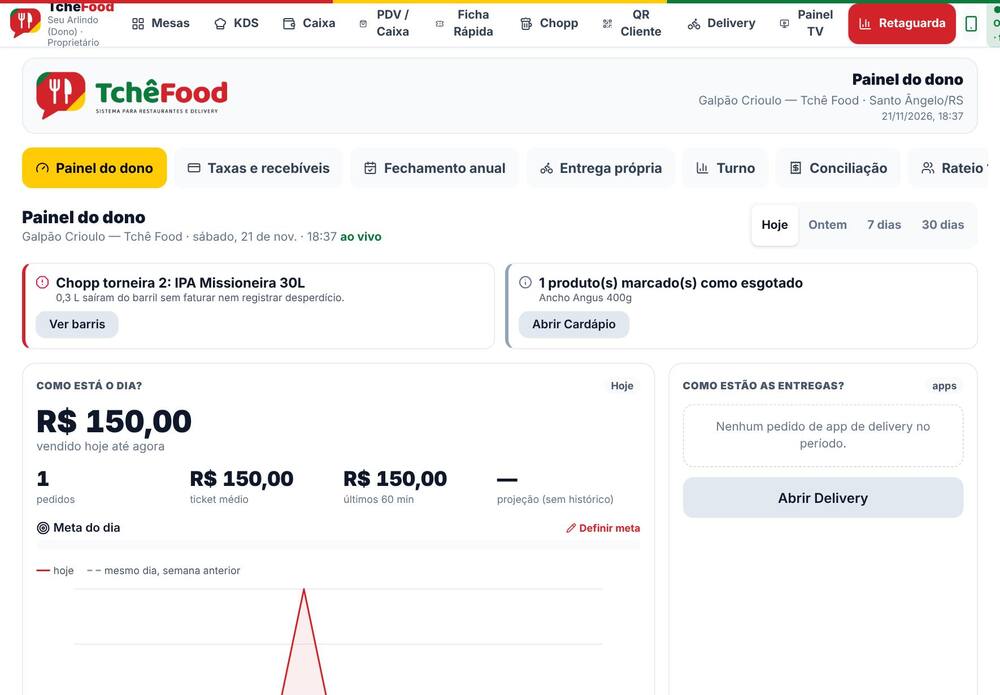 TchêFood
Seu Arlindo
(Dono) ·
Proprietário
Mesas
KDS
Caixa
PDV /
Caixa
Ficha
Rápida
Chopp
QR
Cliente
Delivery
Painel
TV
Retaguarda
TchêFood
SISTEMA PARA RESTAURANTES E DELIVERY
Painel do dono
Galpão Crioulo — Tchê Food · Santo Ângelo/RS
21/11/2026, 18:37
Painel do dono
Taxas e recebíveis
Fechamento anual
Entrega própria
Turno
Conciliação
Rateio
Painel do dono
Galpão Crioulo — Tchê Food · sábado, 21 de nov. · 18:37 ao vivo
Hoje
Ontem
7 dias
30 dias
Chopp torneira 2: IPA Missioneira 30L
0,3 L saíram do barril sem faturar nem registrar desperdício.
Ver barris
1 produto(s) marcado(s) como esgotado
Ancho Angus 400g
Abrir Cardápio
COMO ESTÁ O DIA?
Hoje
R$ 150,00
vendido hoje até agora
1
pedidos
R$ 150,00
ticket médio
R$ 150,00
últimos 60 min
—
projeção (sem histórico)
Meta do dia
Definir meta
hoje
mesmo dia, semana anterior
COMO ESTÃO AS ENTREGAS?
apps
Nenhum pedido de app de delivery no
período.
Abrir Delivery